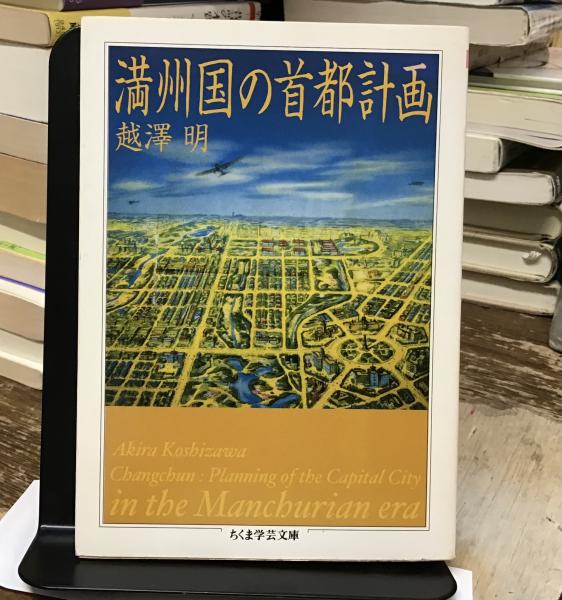 満州国の首都計画
越澤 明
Akira Koshizawa
Changchun : Planning of the Capital City
in the Manchurian era
ちくま学芸文庫